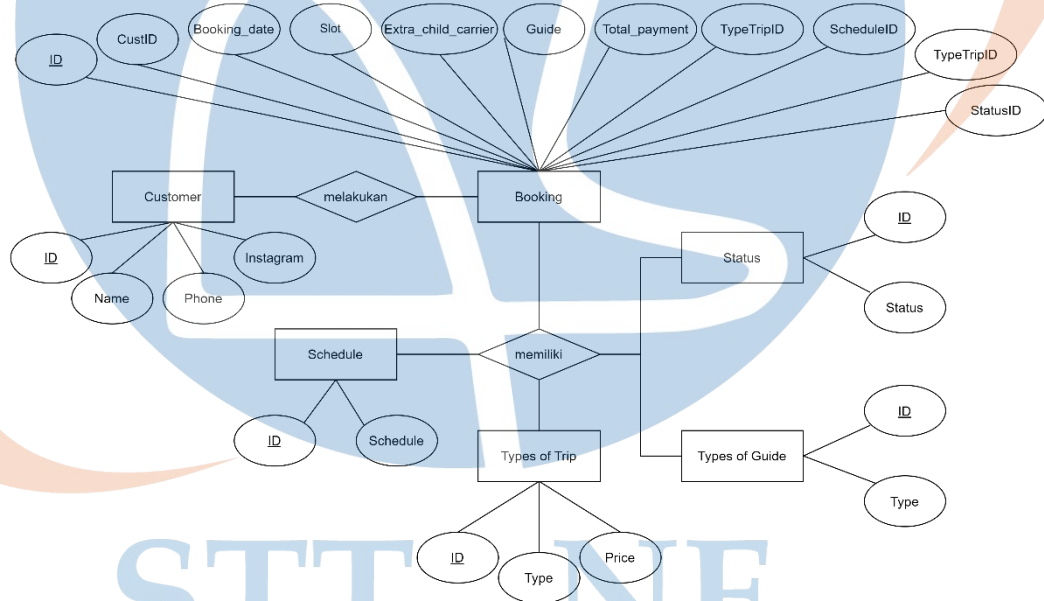 ID
CustID
Booking_date
Slot
Extra_child_carrier
Guide
Total_payment
TypeTripID
ScheduleID
TypeTripID
StatusID
Customer
melakukan
Booking
ID
Name
Phone
Instagram
Status
ID
Status
Schedule
memiliki
ID
Schedule
Types of Trip
Types of Guide
ID
Type
ID
Type
Price
STT NF